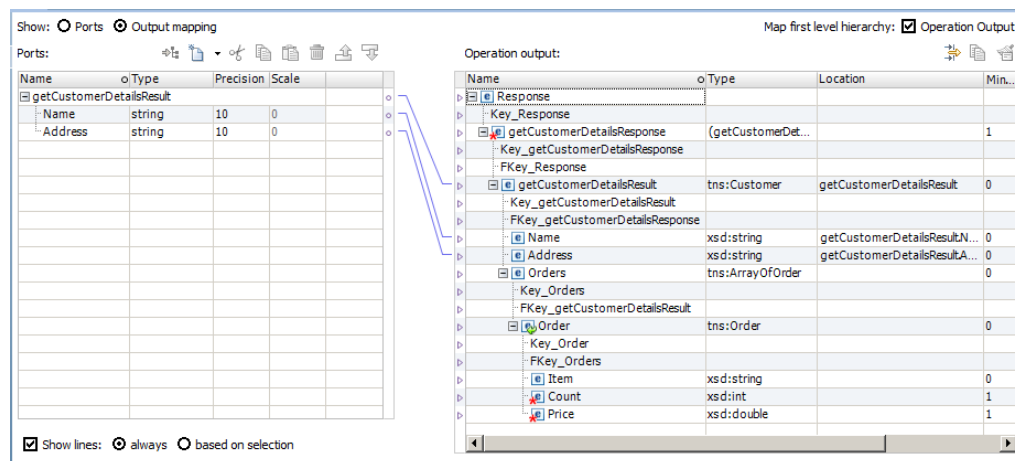 Show: Ports Output mapping Map first level hierarchy: Operation Output
Ports: Operation output:
Name Type Precision Scale Name Type Location Min...
getCustomerDetailsResult Response
Name string 10 0 Key_Response
Address string 10 0 getCustomerDetailsResponse (getCustomerDet... 1
Key_getCustomerDetailsResponse
FKey_Response
getCustomerDetailsResult tns:Customer getCustomerDetailsResult 0
Key_getCustomerDetailsResult
FKey_getCustomerDetailsResponse
Name xsd:string getCustomerDetailsResult.N... 0
Address xsd:string getCustomerDetailsResult.A... 0
Orders tns:ArrayOfOrder 0
Key_Orders
FKey_getCustomerDetailsResult
Order tns:Order 0
Key_Order
FKey_Orders
Item xsd:string 0
Count xsd:int 1
Price xsd:double 1
Show lines: always based on selection